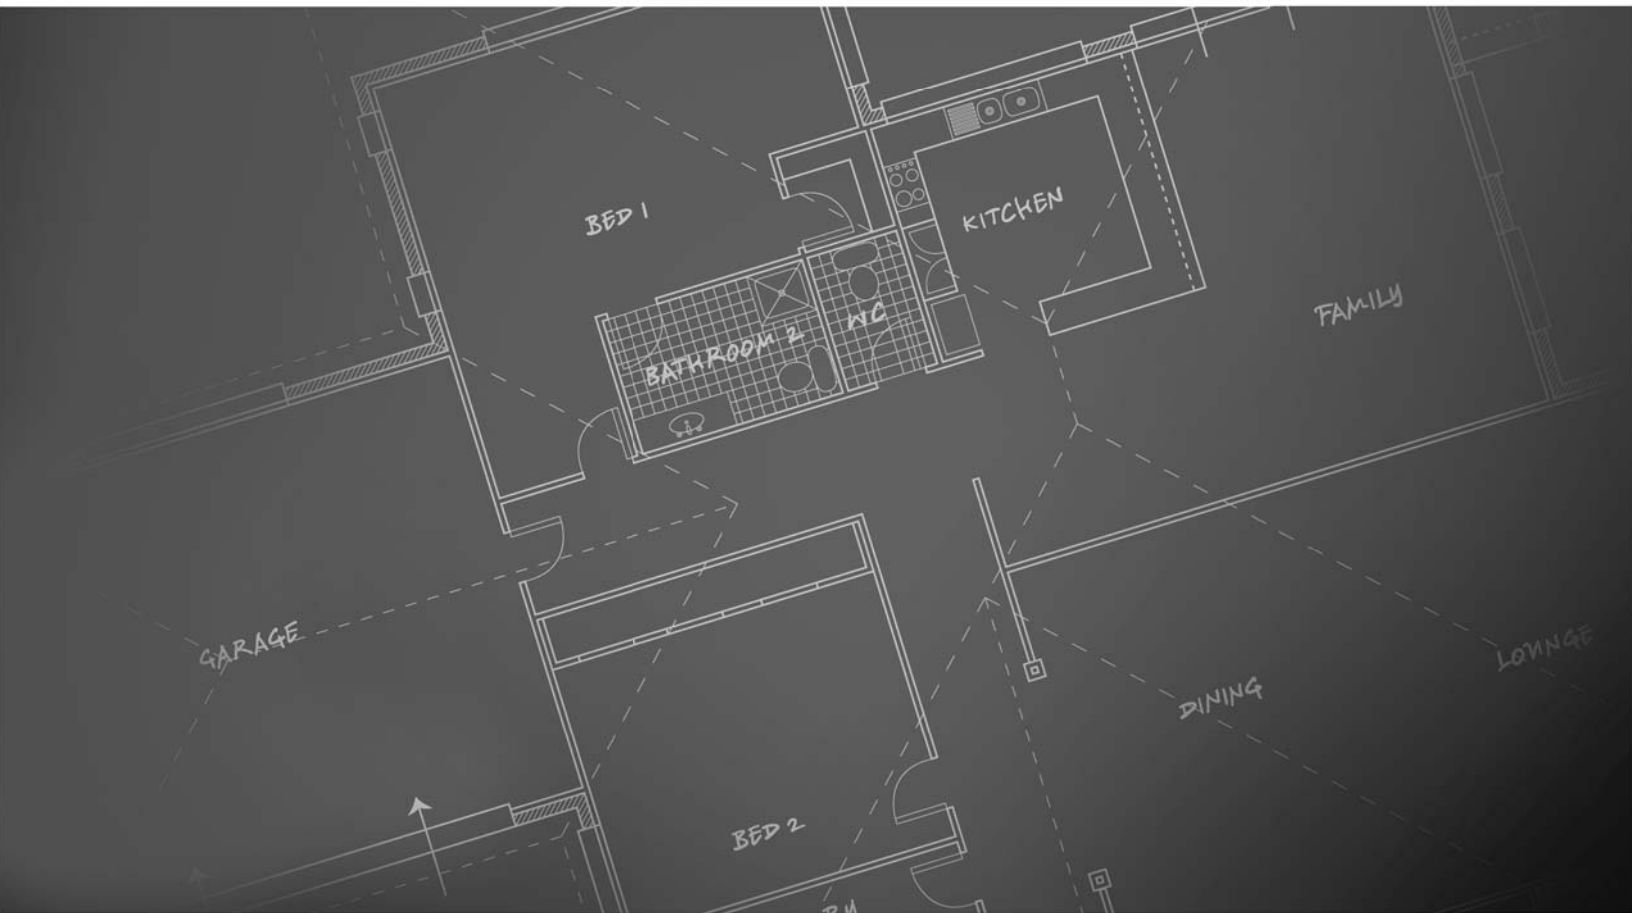 BED 1
KITCHEN
FAMILY
WC
BATHROOM 2
GARAGE
LOUNGE
DINING
BED 2